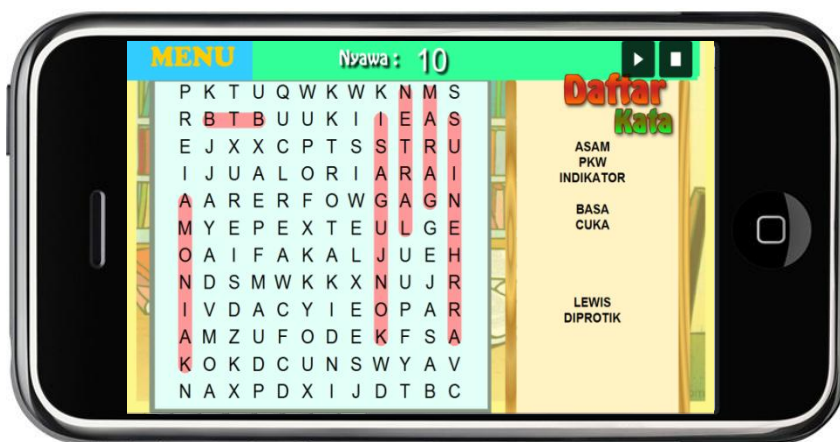 MENU
Nyawa : 10
P K T U Q W K W K N M S
R B T B U U K I I E A S
E J X X C P T S S T R U
I J U A L O R I A R A I
A A R E R F O W G A G N
M Y E P E X T E U L G E
O A I F A K A L J U E H
N D S M W K K X N U J R
I V D A C Y I E O P A R
A M Z U F O D E K F S A
K O K D C U N S W Y A V
N A X P D X I J D T B C
Daftar
Kata
ASAM
PKW
INDIKATOR
BASA
CUKA
LEWIS
DIPROTIK